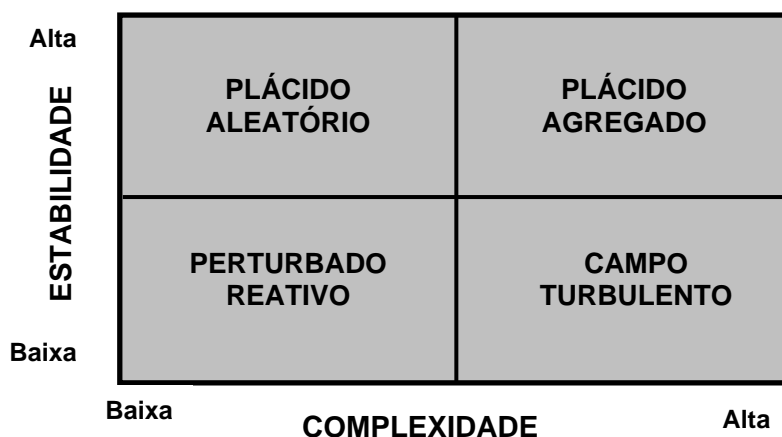 Alta
ESTABILIDADE
Baixa
PLÁCIDO
ALEATÓRIO
PLÁCIDO
AGREGADO
PERTURBADO
REATIVO
CAMPO
TURBULENTO
Baixa
COMPLEXIDADE
Alta